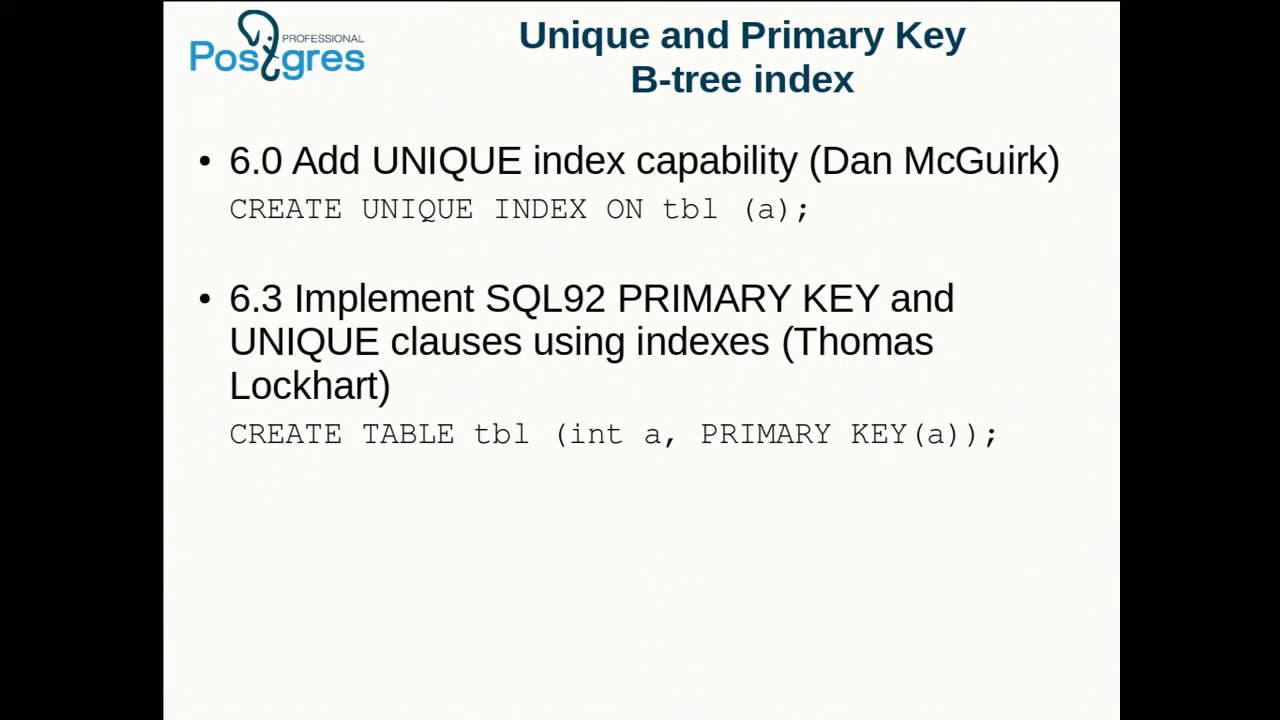 PROFESSIONAL
Postgres
Unique and Primary Key
B-tree index
• 6.0 Add UNIQUE index capability (Dan McGuirk)
CREATE UNIQUE INDEX ON tbl (a);
• 6.3 Implement SQL92 PRIMARY KEY and
UNIQUE clauses using indexes (Thomas
Lockhart)
CREATE TABLE tbl (int a, PRIMARY KEY(a));